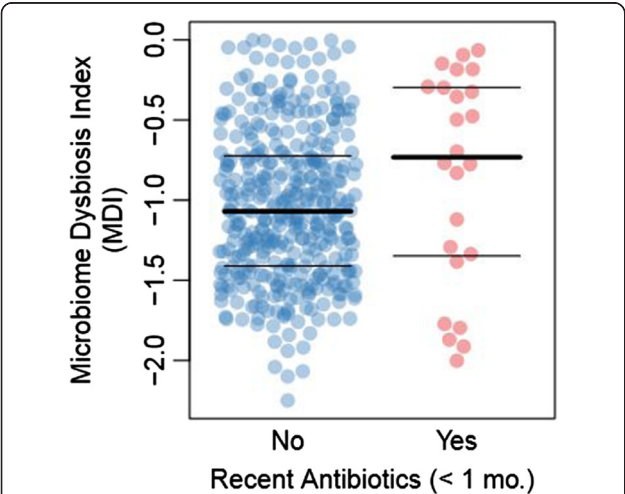 Microbiome Dysbiosis Index
(MDI)
0.0
−0.5
−1.0
−1.5
−2.0
No
Yes
Recent Antibiotics (< 1 mo.)